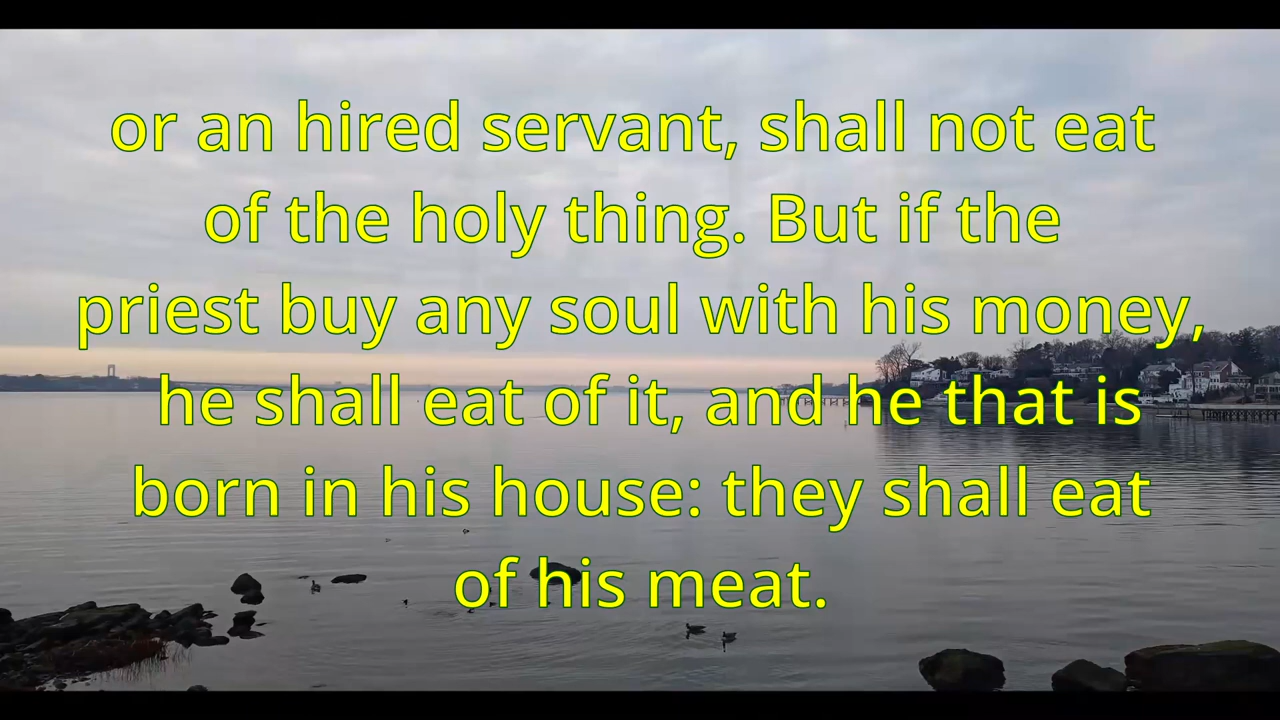 or an hired servant, shall not eat
of the holy thing. But if the
priest buy any soul with his money,
he shall eat of it, and he that is
born in his house: they shall eat
of his meat.